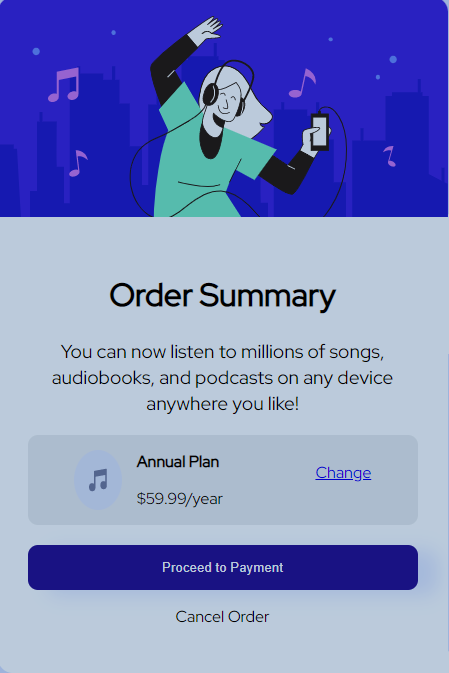 Order Summary
You can now listen to millions of songs,
audiobooks, and podcasts on any device
anywhere you like!
Annual Plan
Change
$59.99/year
Proceed to Payment
Cancel Order